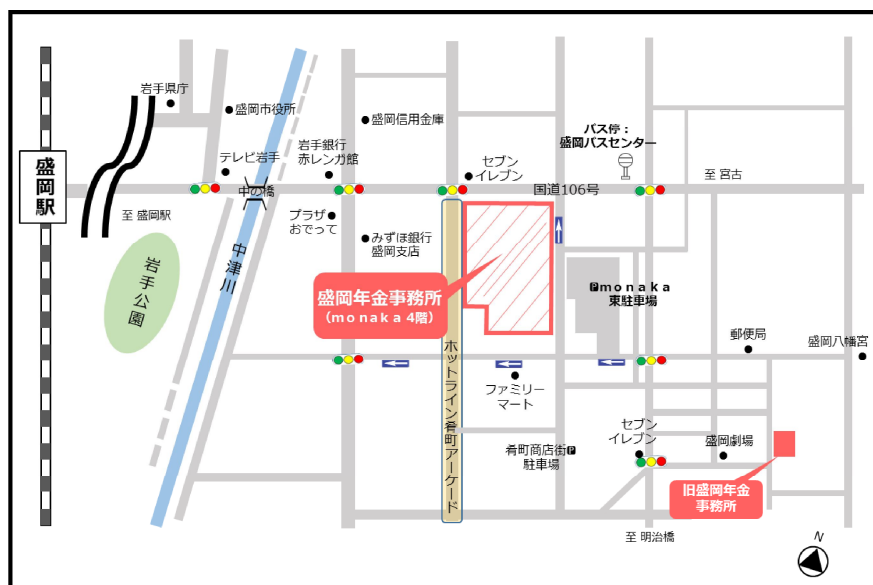 岩手県庁
盛岡市役所
盛岡信用金庫
岩手銀行
赤レンガ館
テレビ岩手
セブン
イレブン
バス停：
盛岡バスセンター
至 宮古
盛岡駅
中の橋
国道106号
至 盛岡駅
プラザ
おでって
みずほ銀行
盛岡支店
岩手公園
中津川
盛岡年金事務所
（monaka 4階）
P monaka
東駐車場
郵便局
盛岡八幡宮
ホットライン肴町アーケード
ファミリー
マート
セブン
イレブン
肴町商店街P
駐車場
盛岡劇場
旧盛岡年金
事務所
至 明治橋
N